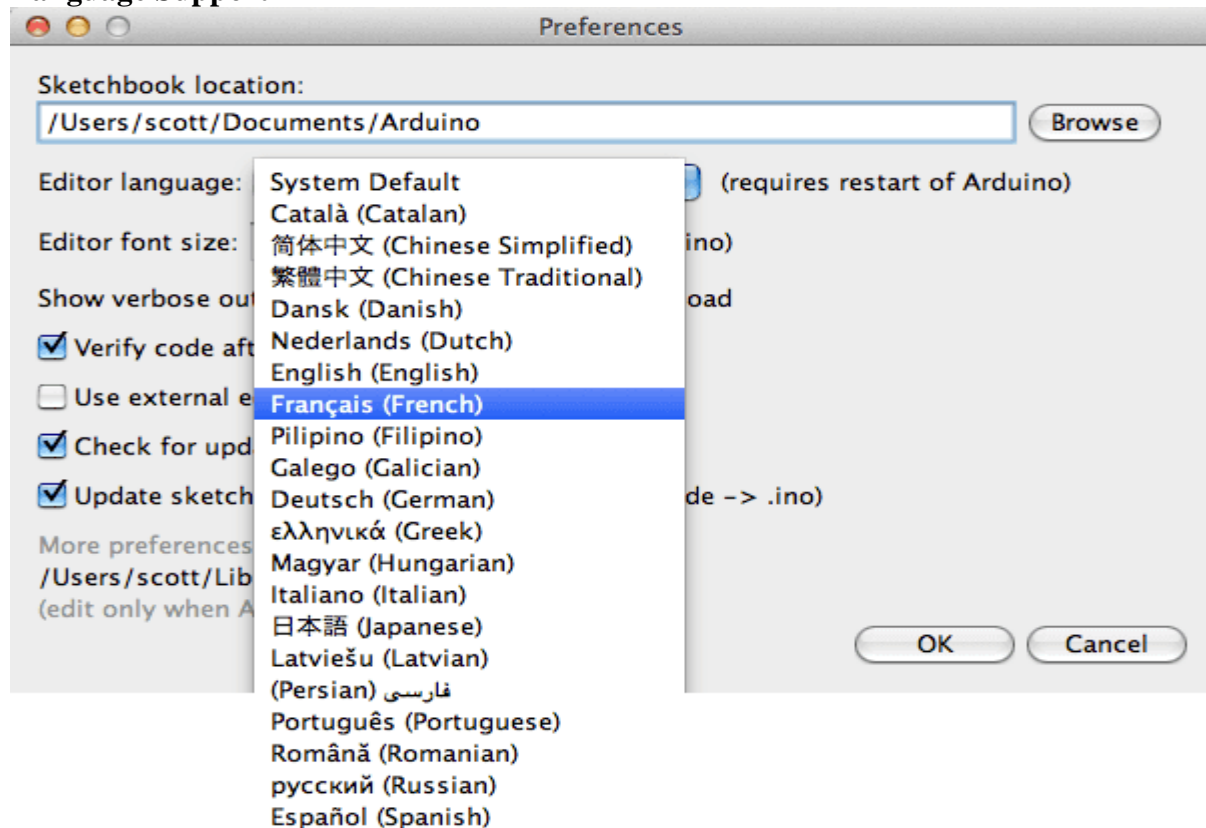 Language Support
Preferences
Sketchbook location:
/Users/scott/Documents/Arduino
Browse
Editor language:
(requires restart of Arduino)
Editor font size:
ino)
Show verbose out
oad
Verify code aft
Use external e
Check for upd
Update sketch
de -> .ino)
More preferences
/Users/scott/Lib
(edit only when A
System Default
Català (Catalan)
简体中文 (Chinese Simplified)
繁體中文 (Chinese Traditional)
Dansk (Danish)
Nederlands (Dutch)
English (English)
Français (French)
Pilipino (Filipino)
Galego (Galician)
Deutsch (German)
ελληνικά (Greek)
Magyar (Hungarian)
Italiano (Italian)
日本語 (Japanese)
Latviešu (Latvian)
فارسی (Persian)
Português (Portuguese)
Română (Romanian)
русский (Russian)
Español (Spanish)
OK
Cancel